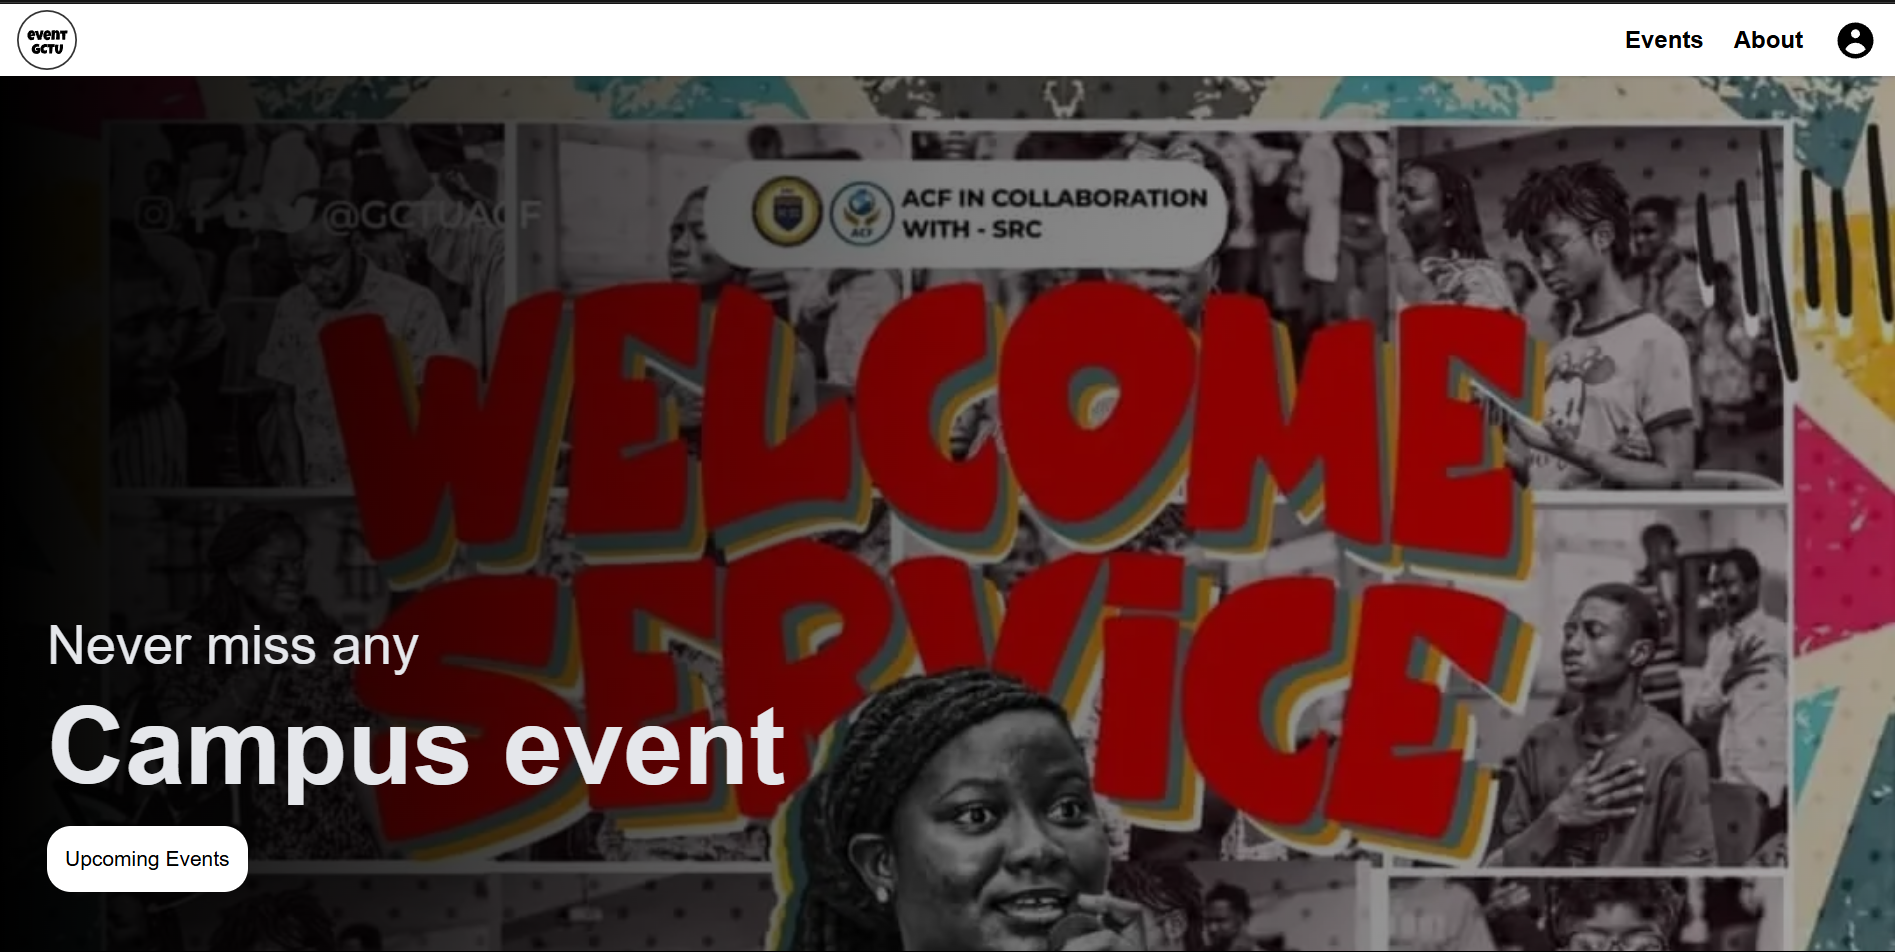 event
GCTU
Events
About
@GCTUACF
ACF IN COLLABORATION
WITH - SRC
ACF
WELCOME
SERVICE
Never miss any
Campus event
Upcoming Events